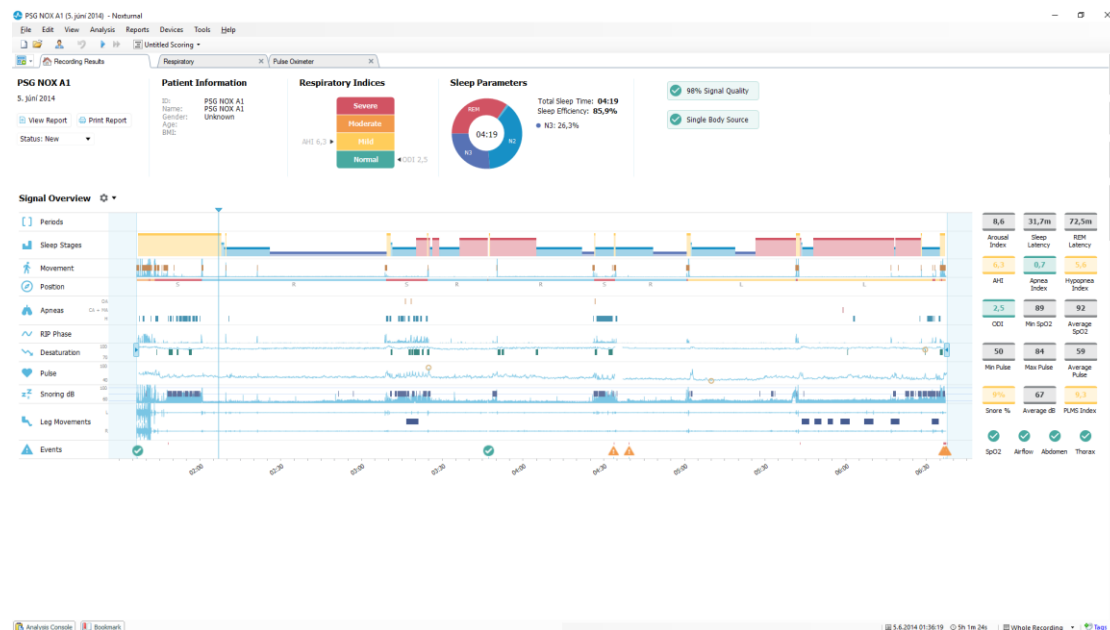 PSG NOX A1 (5. júní 2014) - Noxturnal
File Edit View Analysis Reports Devices Tools Help
Untitled Scoring
Recording Results Respiratory Pulse Oximeter
PSG NOX A1
5. júní 2014
View Report Print Report
Status: New
Patient Information
ID: PSG NOX A1
Name: PSG NOX A1
Gender: Unknown
Age:
BMI:
Respiratory Indices
Severe
Moderate
AHI 6,3 Mild
Normal ODI 2,5
Sleep Parameters
REM
04:19
N2
N3
Total Sleep Time: 04:19
Sleep Efficiency: 85,9%
N3: 26,3%
98% Signal Quality
Single Body Source
Signal Overview
Periods
Sleep Stages
Movement
Position
S R S R R S R L L
Apneas
RIP Phase
Desaturation
100
70
Pulse
100
40
Snoring dB
100
Leg Movements
L
Events
02:00 02:30 03:00 03:30 04:00 04:30 05:00 05:30 06:00 06:30
8,6 31,7m 72,5m
Arousal Index Sleep Latency REM Latency
6,3 0,7 5,6
AHI Apnea Index Hypopnea Index
2,5 89 92
ODI Min SpO2 Average SpO2
50 84 59
Min Pulse Max Pulse Average Pulse
9% 67 9,3
Snore % Average dB PLMS Index
SpO2 Airflow Abdomen Thorax
Analysis Console Bookmark
5.6.2014 01:36:19 5h 1m 24s Whole Recording Tags